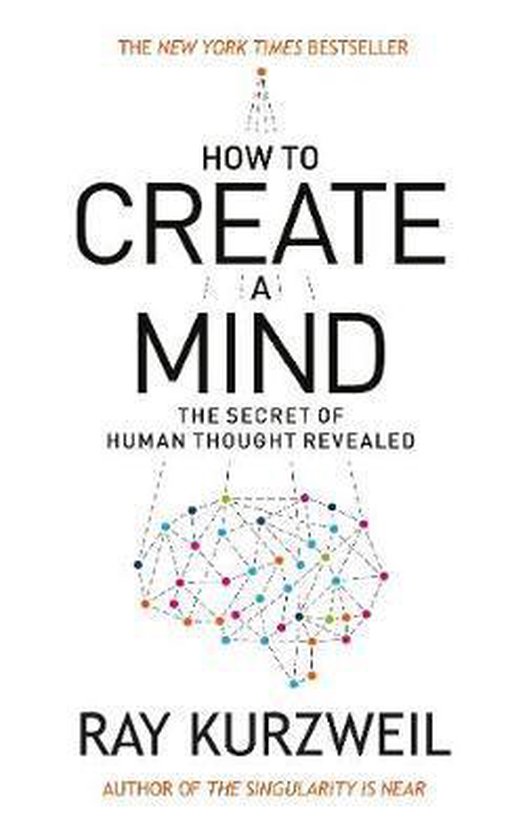 THE NEW YORK TIMES BESTSELLER
HOW TO
CREATE
A
MIND
THE SECRET OF
HUMAN THOUGHT REVEALED
RAY KURZWEIL
AUTHOR OF THE SINGULARITY IS NEAR